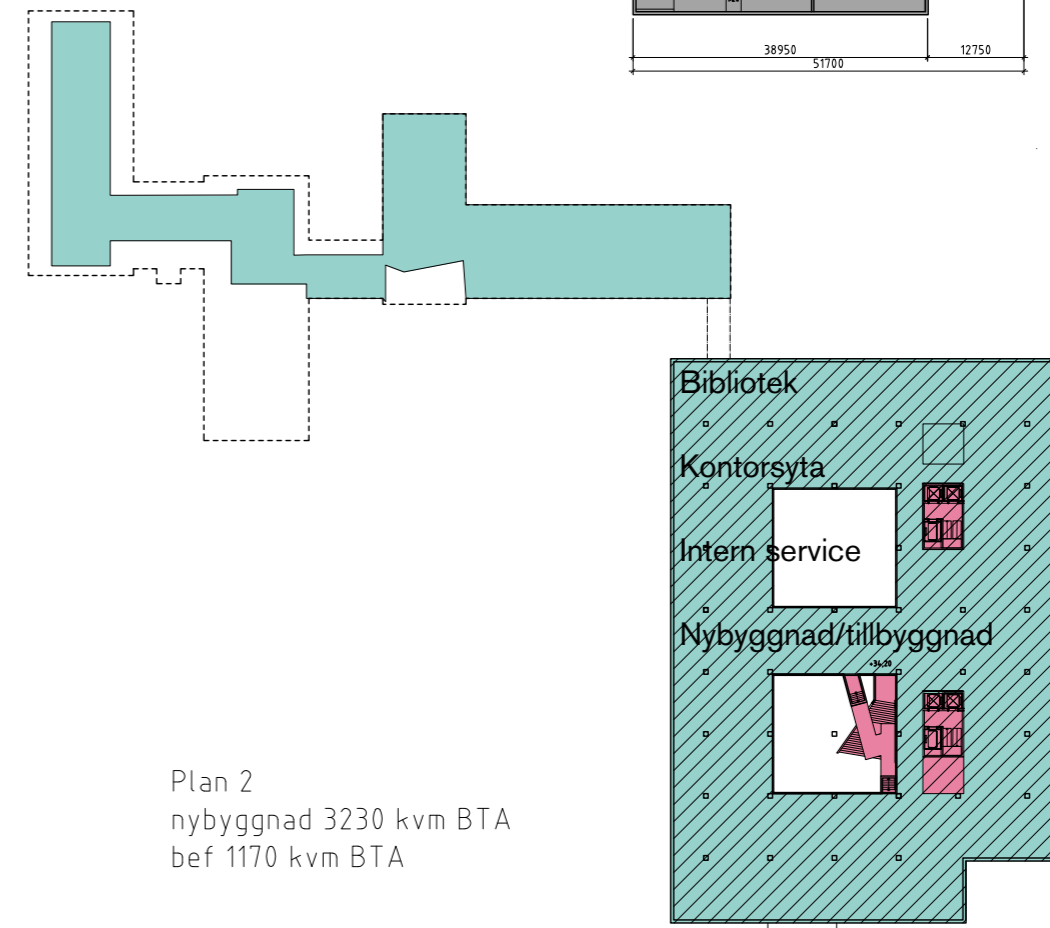 38950
12750
51700
Bibliotek
Kontorsyta
Intern service
Nybyggnad/tillbyggnad
+34,20
Plan 2
nybyggnad 3230 kvm BTA
bef 1170 kvm BTA